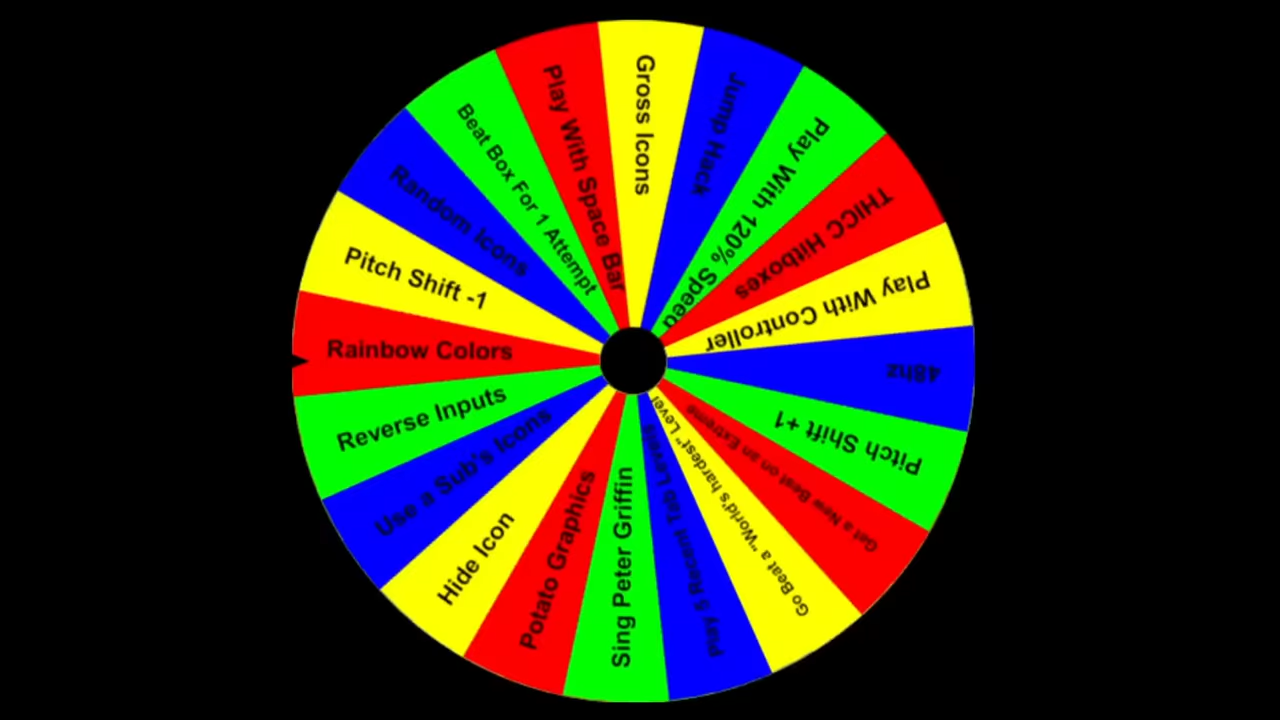 Gross Icons
Jump Hack
Play With 120% Speed
THICC Hitboxes
Play With Controller
48hz
Pitch Shift +1
Get a New Best on an Extreme
Go Beat a "World's hardest" Level
Play 5 Recent Tab Levels
Sing Peter Griffin
Potato Graphics
Hide Icon
Use a Sub's Icons
Reverse Inputs
Rainbow Colors
Pitch Shift -1
Random Icons
Beat Box For 1 Attempt
Play With Space Bar